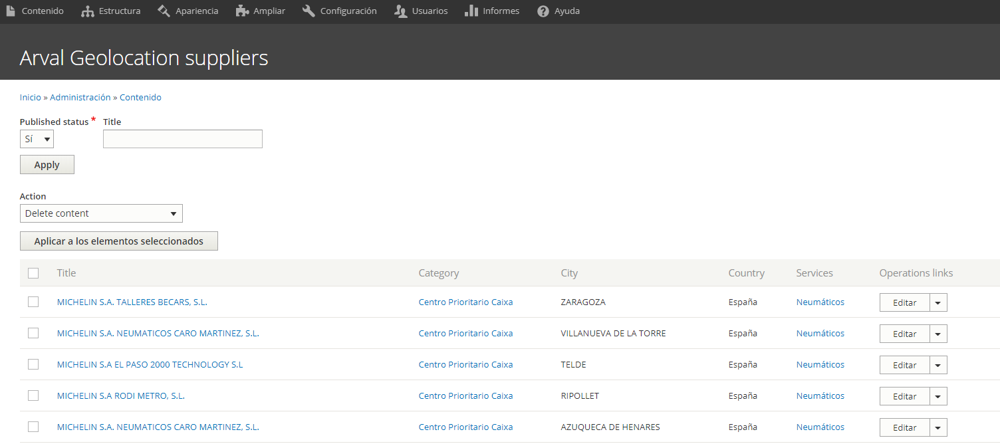 Contenido Estructura Apariencia Ampliar Configuración Usuarios Informes Ayuda
Arval Geolocation suppliers
Inicio » Administración » Contenido
Published status * Title
Sí
Apply
Action
Delete content
Aplicar a los elementos seleccionados
Title Category City Country Services Operations links
MICHELIN S.A. TALLERES BECARS, S.L. Centro Prioritario Caixa ZARAGOZA España Neumáticos Editar
MICHELIN S.A. NEUMATICOS CARO MARTINEZ, S.L. Centro Prioritario Caixa VILLANUEVA DE LA TORRE España Neumáticos Editar
MICHELIN S.A EL PASO 2000 TECHNOLOGY S.L Centro Prioritario Caixa TELDE España Neumáticos Editar
MICHELIN S.A RODI METRO, S.L. Centro Prioritario Caixa RIPOLLET España Neumáticos Editar
MICHELIN S.A. NEUMATICOS CARO MARTINEZ, S.L. Centro Prioritario Caixa AZUQUECA DE HENARES España Neumáticos Editar